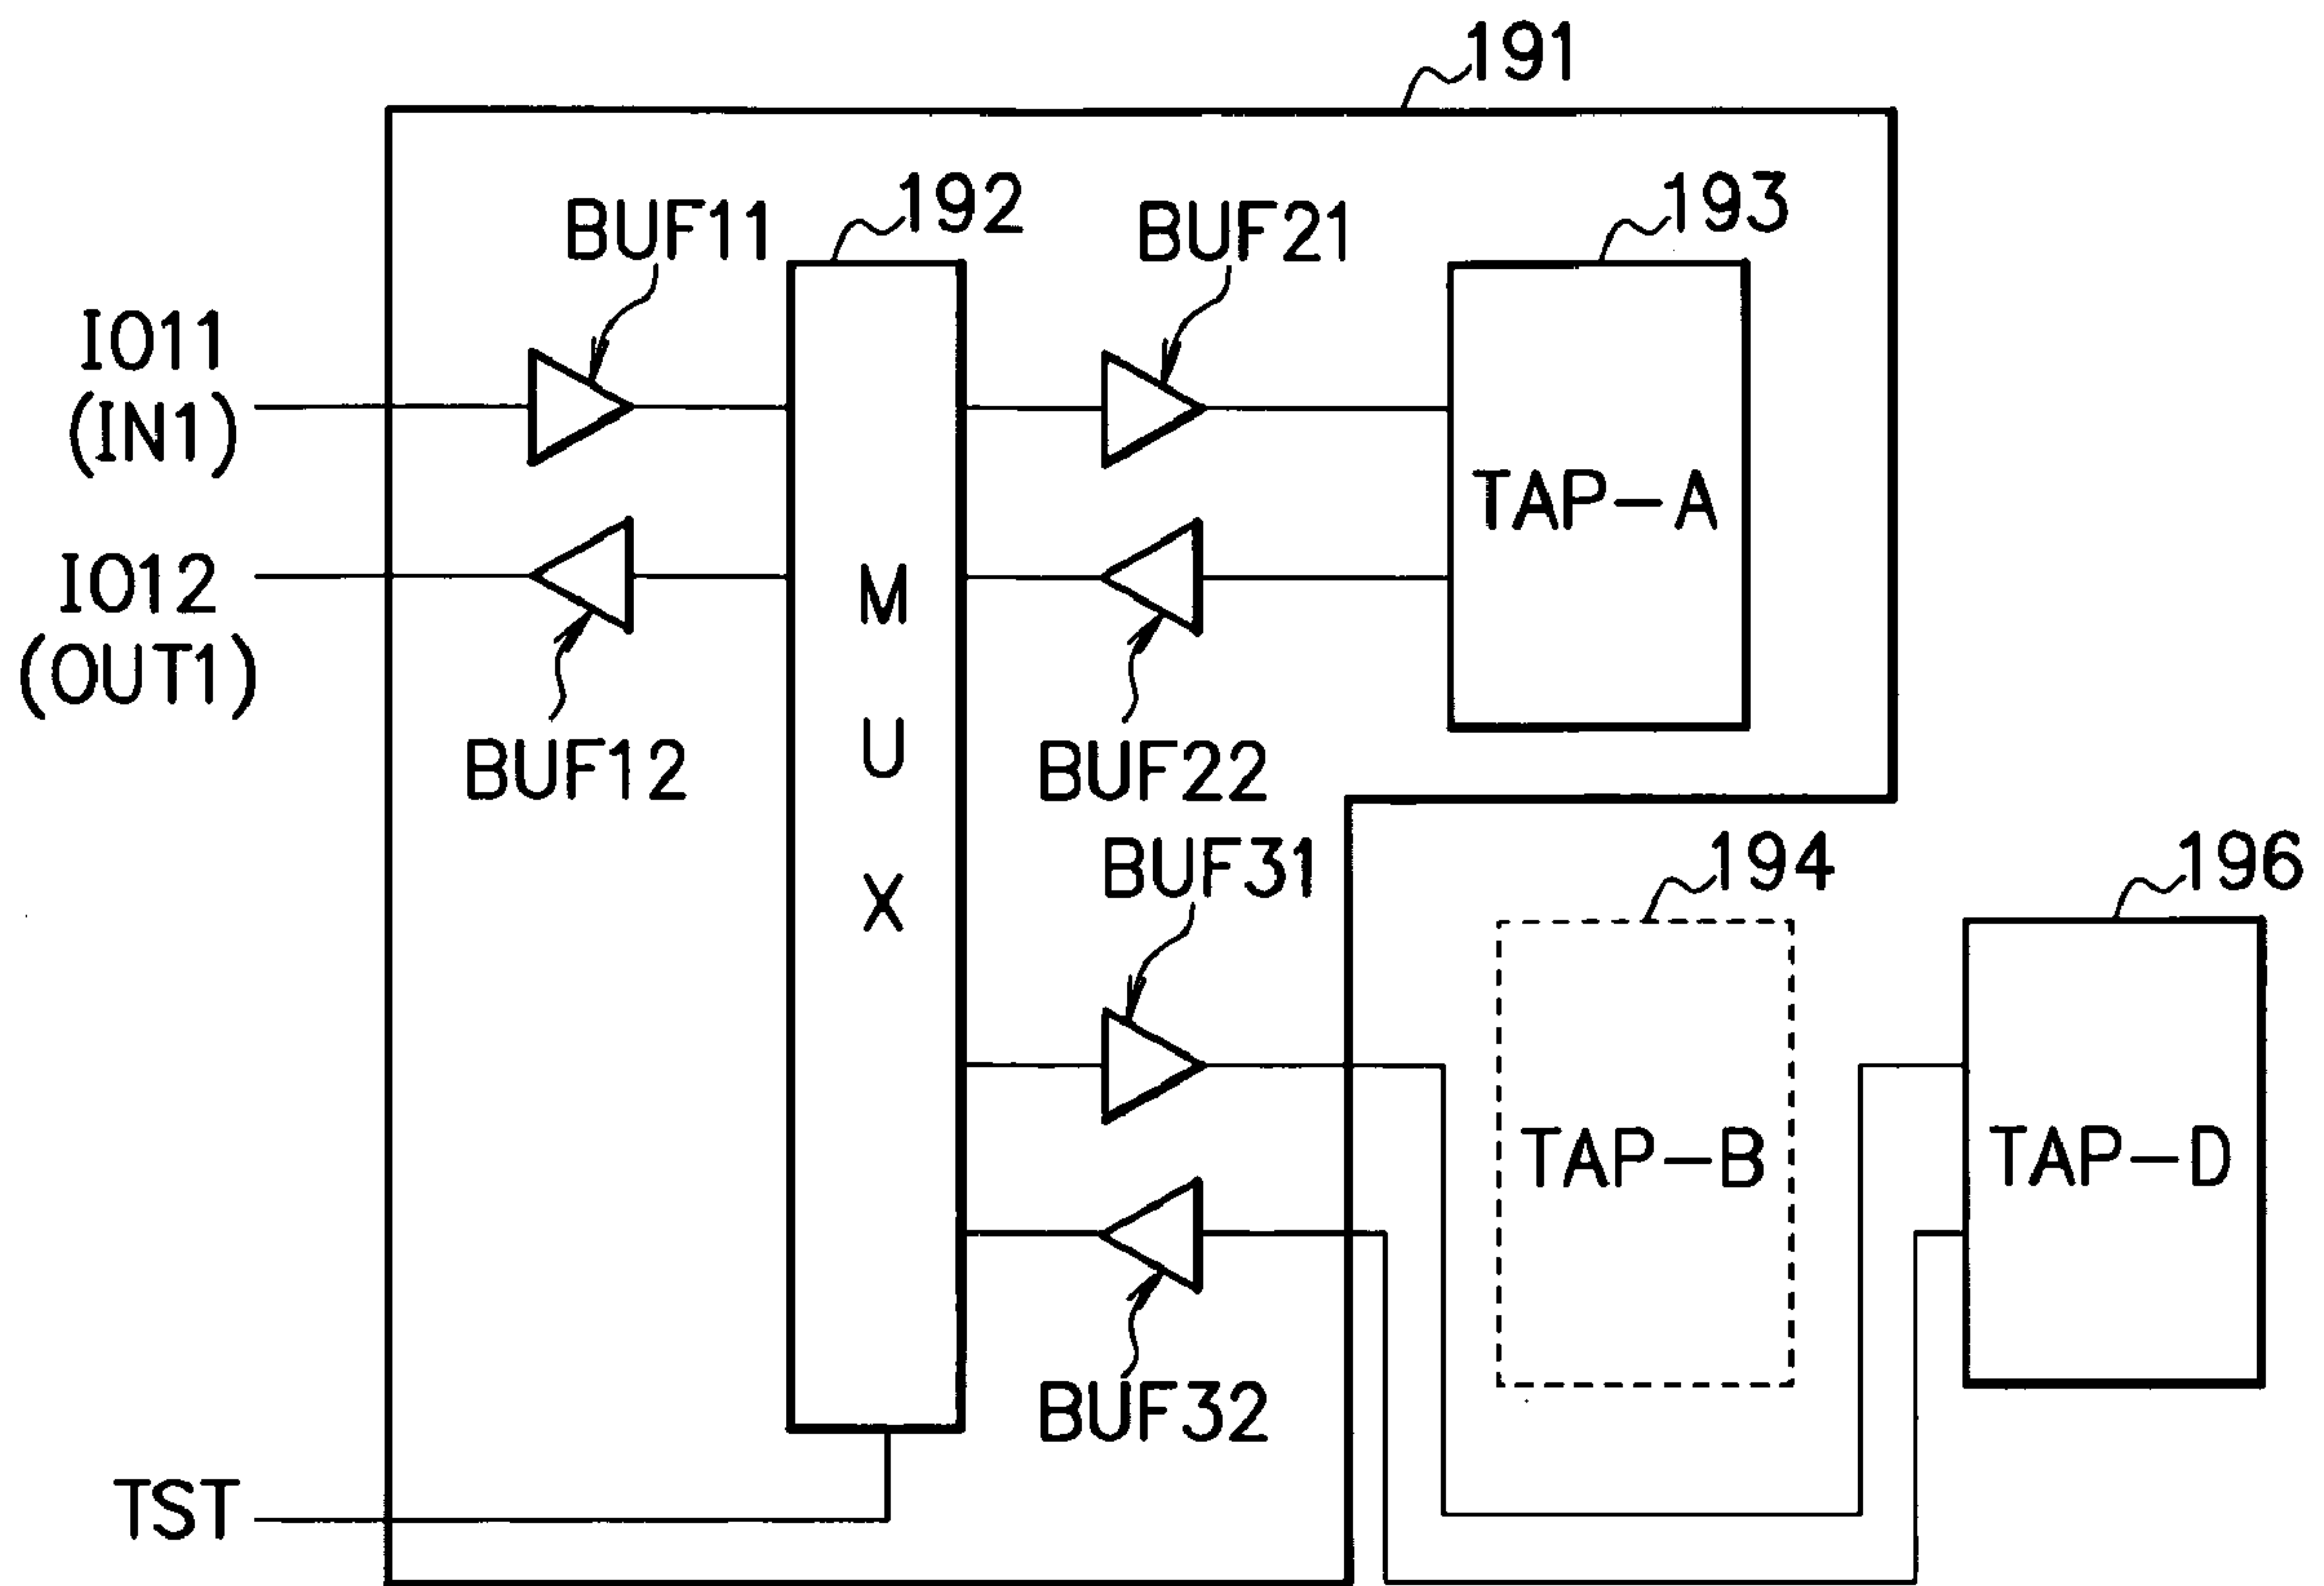 191
192
193
BUF11
BUF21
IO11
(IN1)
TAP-A
IO12
(OUT1)
MUX
BUF12
BUF22
BUF31
194
196
TAP-B
TAP-D
BUF32
TST